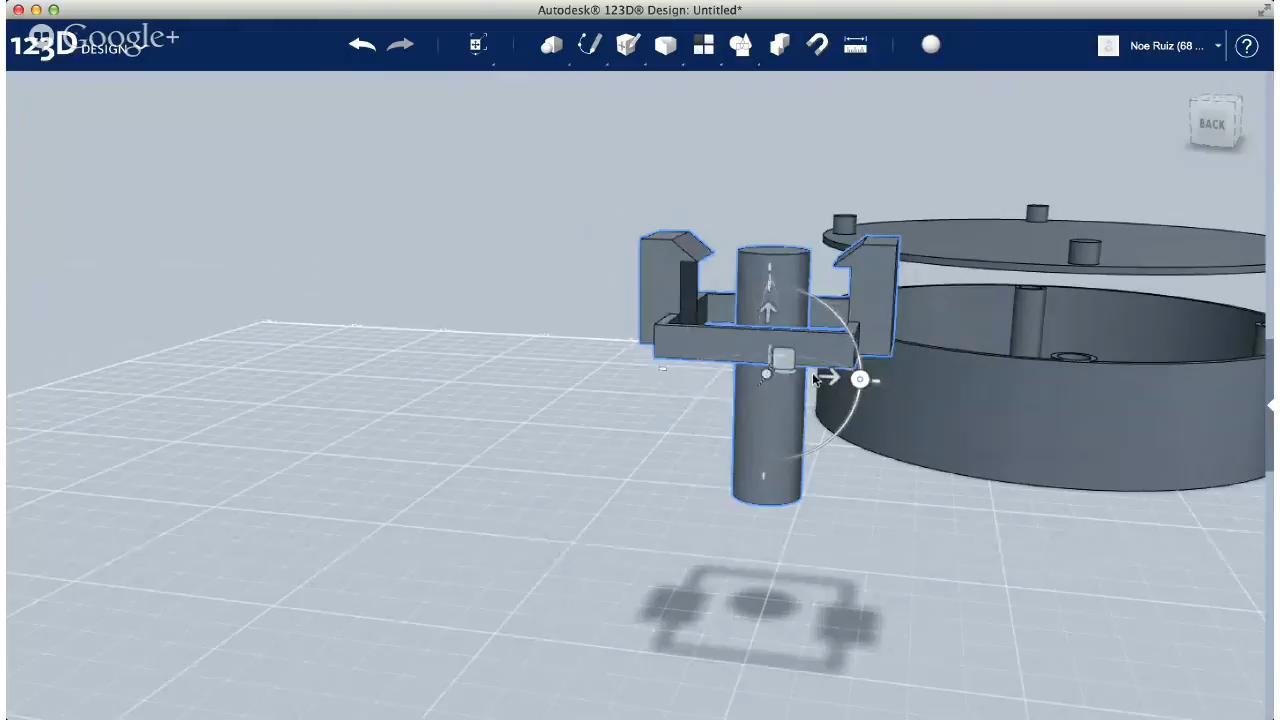 Autodesk® 123D® Design: Untitled*
Google+
123D DESIGN
Noe Ruiz (68 ...
?
BACK